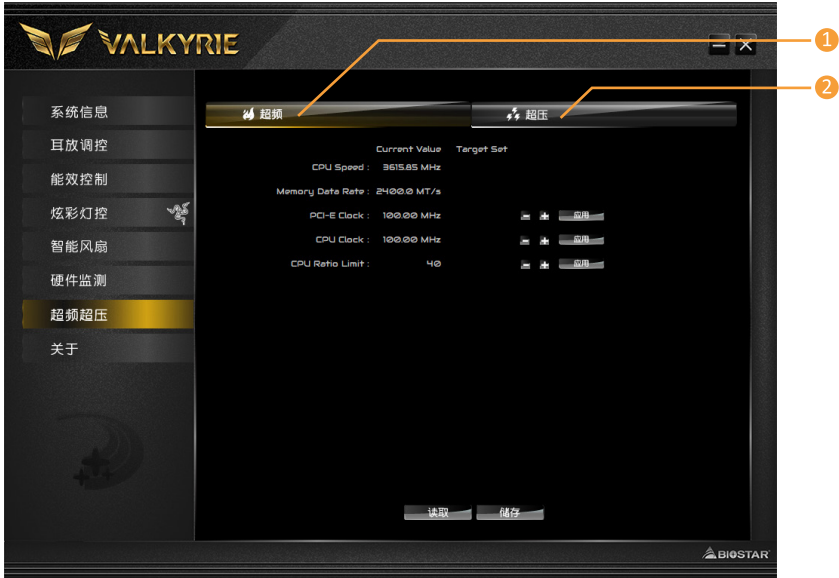 VALKYRIE
1
2
系统信息
耳放调控
能效控制
炫彩灯控
智能风扇
硬件监测
超频超压
关于
超频
超压
Current Value Target Set
CPU Speed : 3615.85 MHz
Memory Data Rate : 2400.0 MT/s
PCI-E Clock : 100.00 MHz - + 应用
CPU Clock : 100.00 MHz - + 应用
CPU Ratio Limit : 40 - + 应用
读取 储存
BIOSTAR